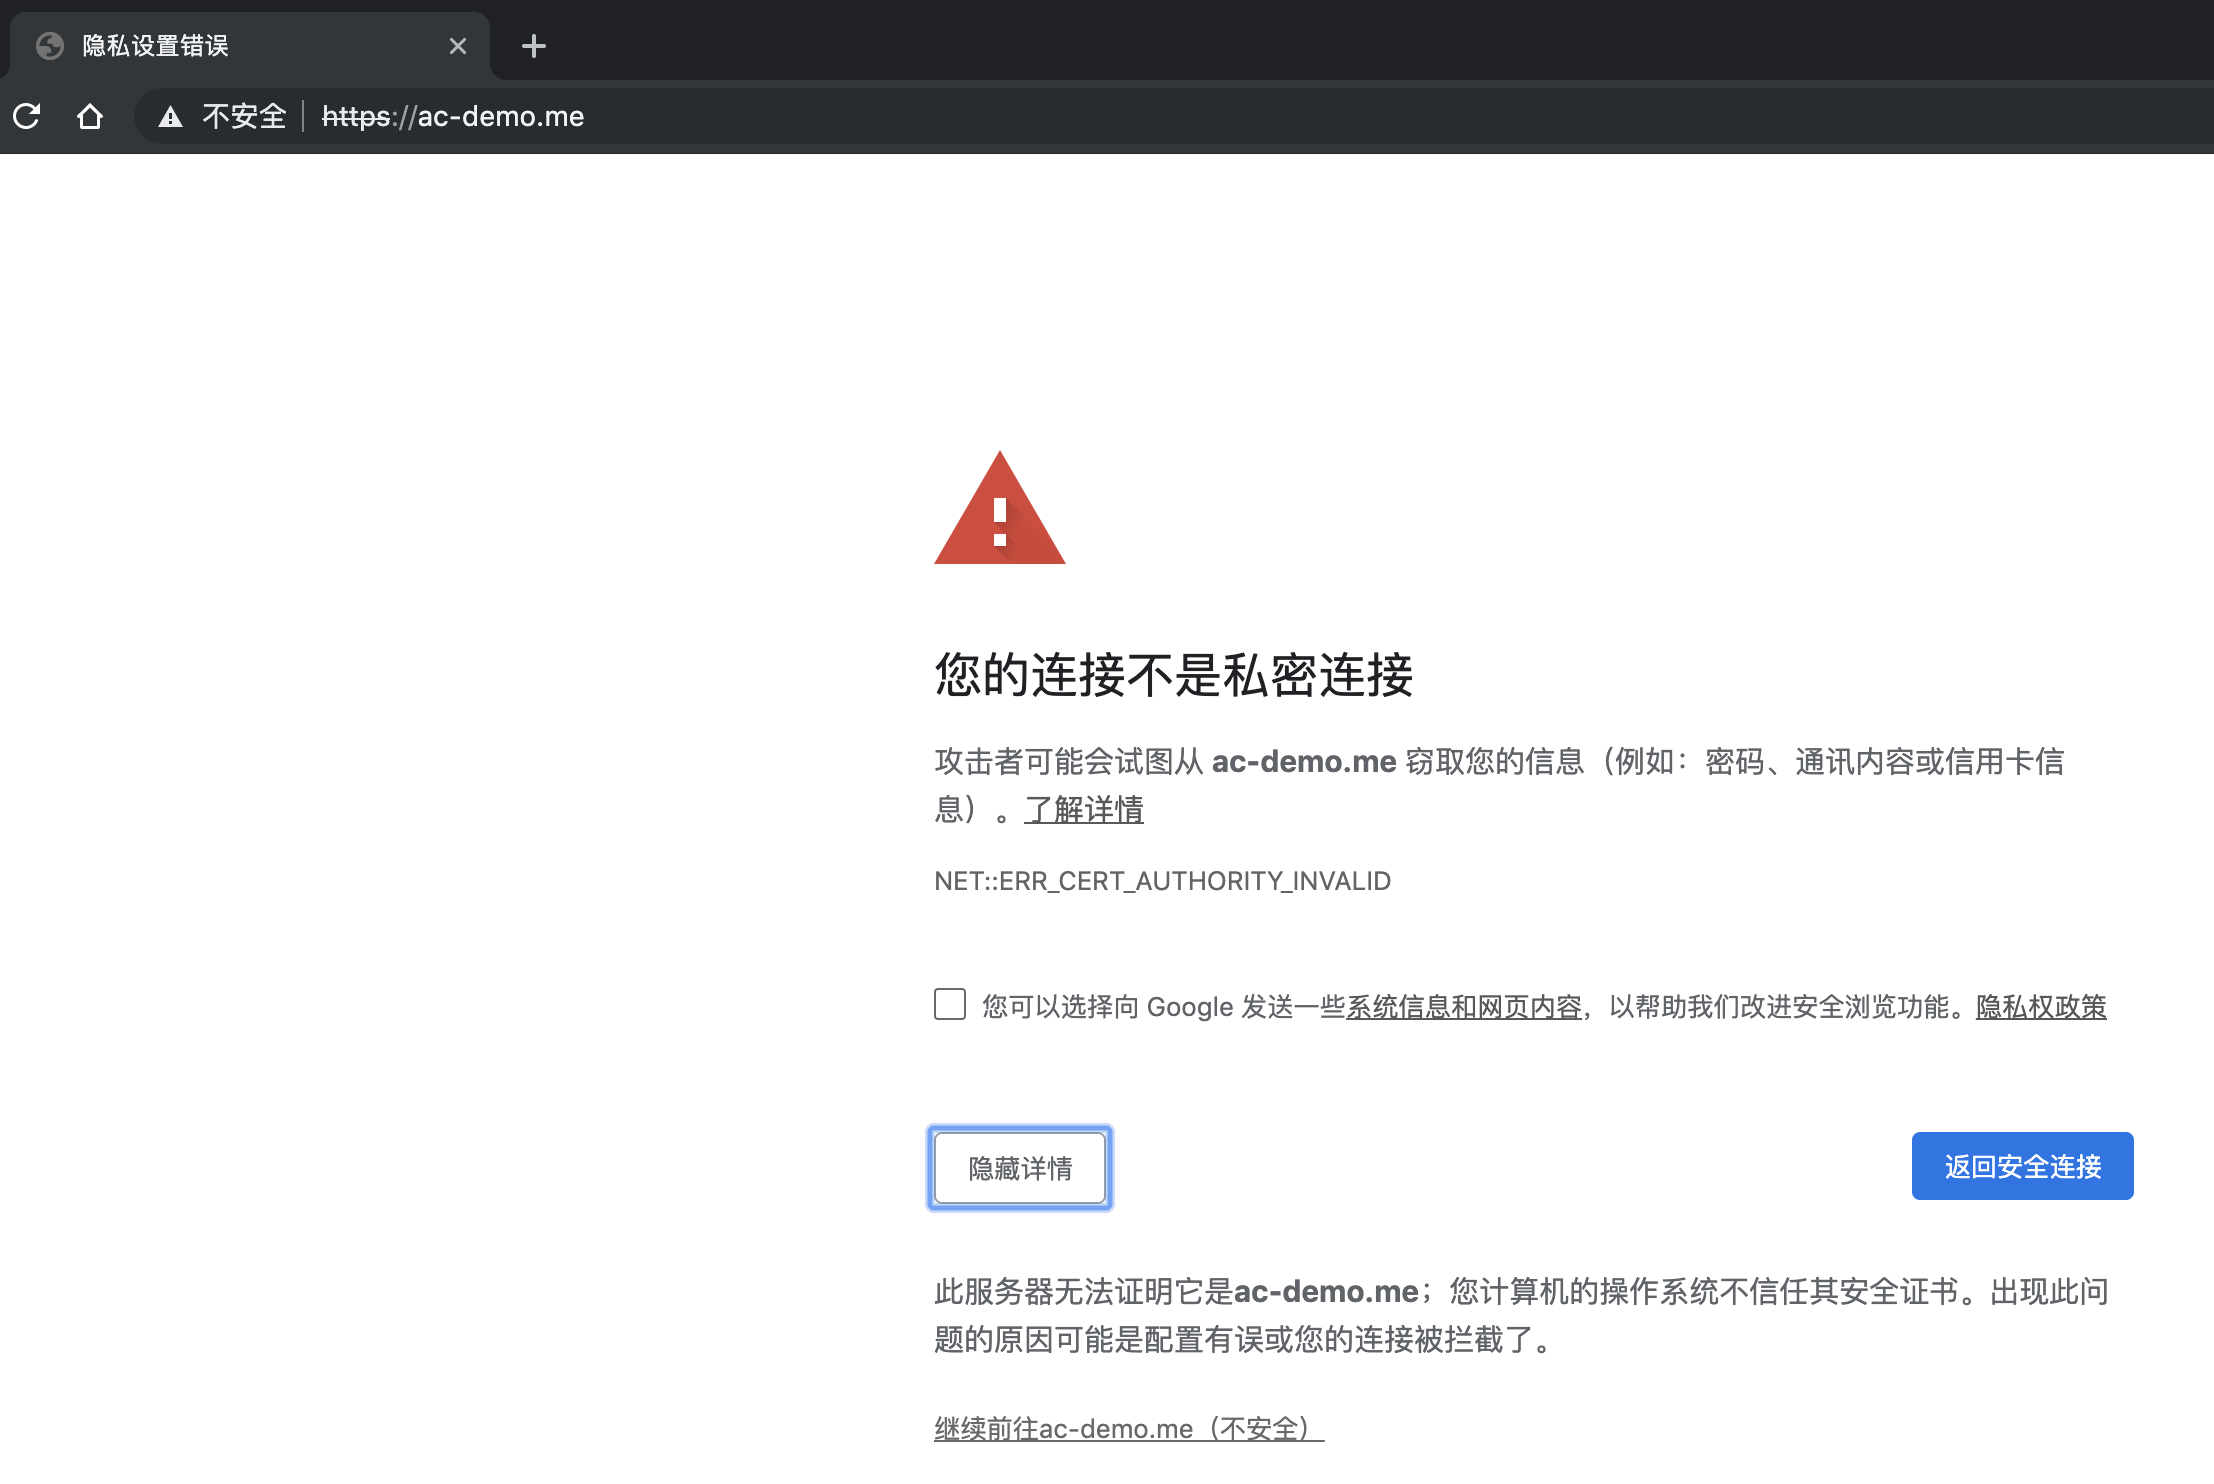 隐私设置错误
不安全 https://ac-demo.me
您的连接不是私密连接
攻击者可能会试图从 ac-demo.me 窃取您的信息（例如：密码、通讯内容或信用卡信
息）。了解详情
NET::ERR_CERT_AUTHORITY_INVALID
您可以选择向 Google 发送一些系统信息和网页内容，以帮助我们改进安全浏览功能。隐私权政策
隐藏详情
返回安全连接
此服务器无法证明它是ac-demo.me；您计算机的操作系统不信任其安全证书。出现此问
题的原因可能是配置有误或您的连接被拦截了。
继续前往ac-demo.me（不安全）